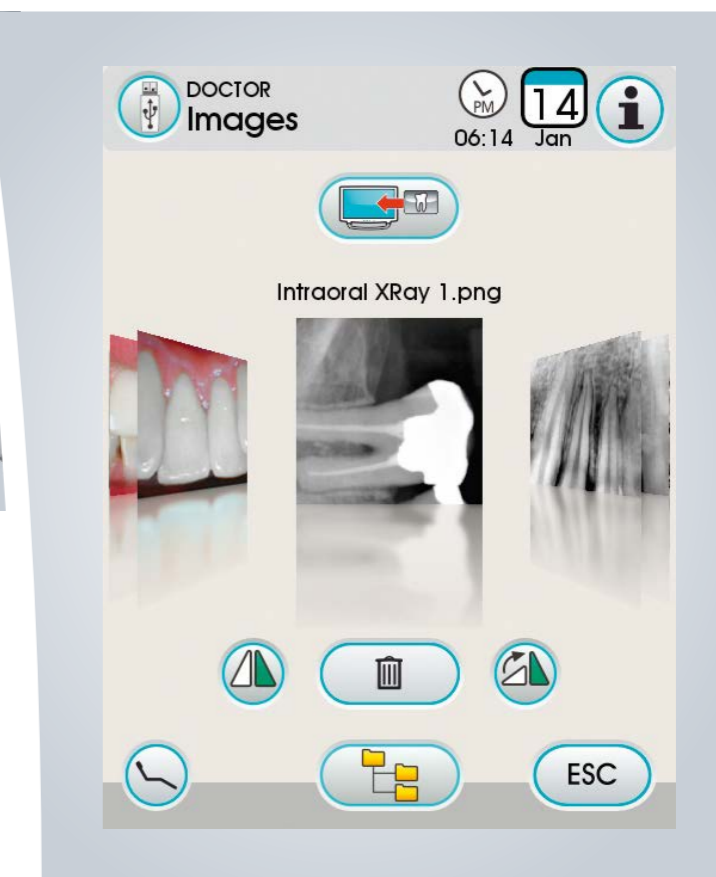 DOCTOR
Images
PM
06:14
14
Jan
i
Intraoral XRay 1.png
ESC